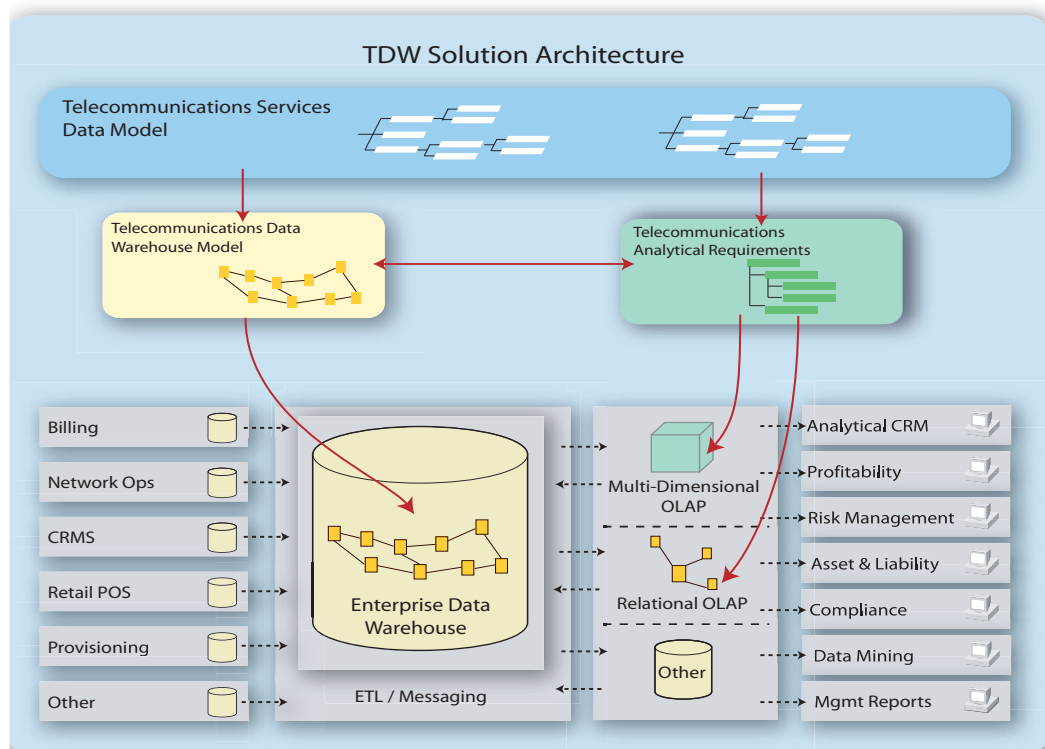 TDW Solution Architecture
Telecommunications Services
Data Model
Telecommunications Data
Warehouse Model
Telecommunications
Analytical Requirements
Billing
Network Ops
CRMS
Retail POS
Provisioning
Other
Enterprise Data
Warehouse
ETL / Messaging
Multi-Dimensional
OLAP
Relational OLAP
Other
Analytical CRM
Profitability
Risk Management
Asset & Liability
Compliance
Data Mining
Mgmt Reports